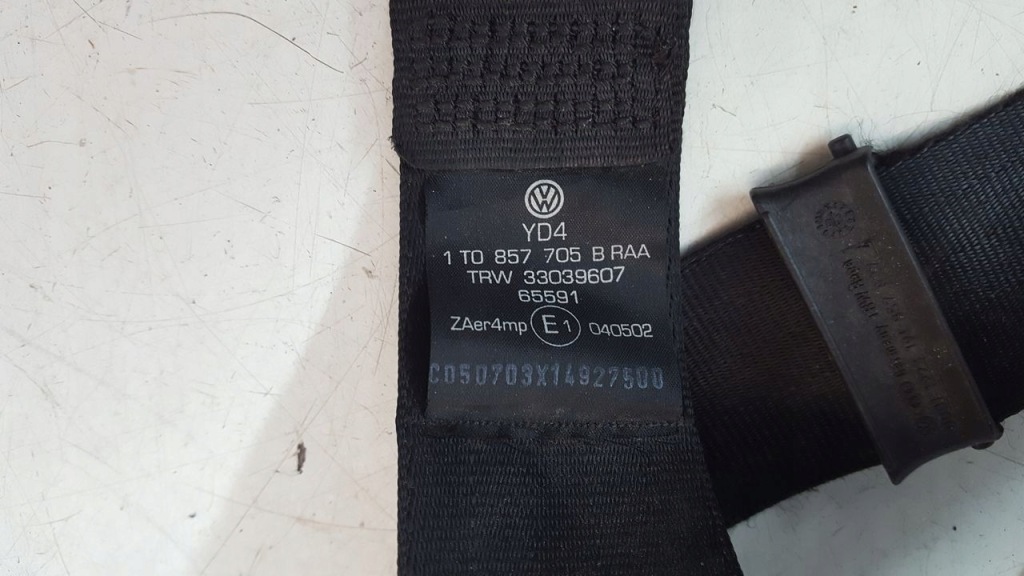 YD4
1 T0 857 705 B RAA
TRW 33039607
65591
ZAer4mp E1 040502
C050703X14927500